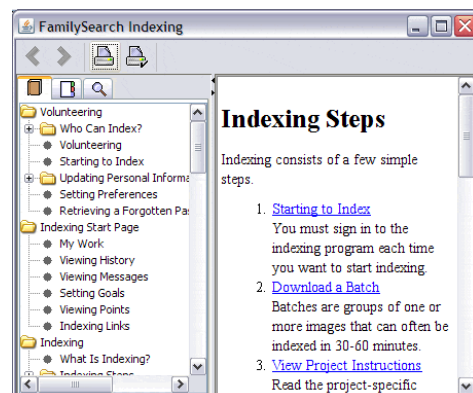 FamilySearch Indexing
Volunteering
Who Can Index?
Volunteering
Starting to Index
Updating Personal Informa
Setting Preferences
Retrieving a Forgotten Pa
Indexing Start Page
My Work
Viewing History
Viewing Messages
Setting Goals
Viewing Points
Indexing Links
Indexing
What Is Indexing?
Indexing Steps
Indexing Steps
Indexing consists of a few simple
steps.
1. Starting to Index
You must sign in to the
indexing program each time
you want to start indexing.
2. Download a Batch
Batches are groups of one or
more images that can often be
indexed in 30-60 minutes.
3. View Project Instructions
Read the project-specific